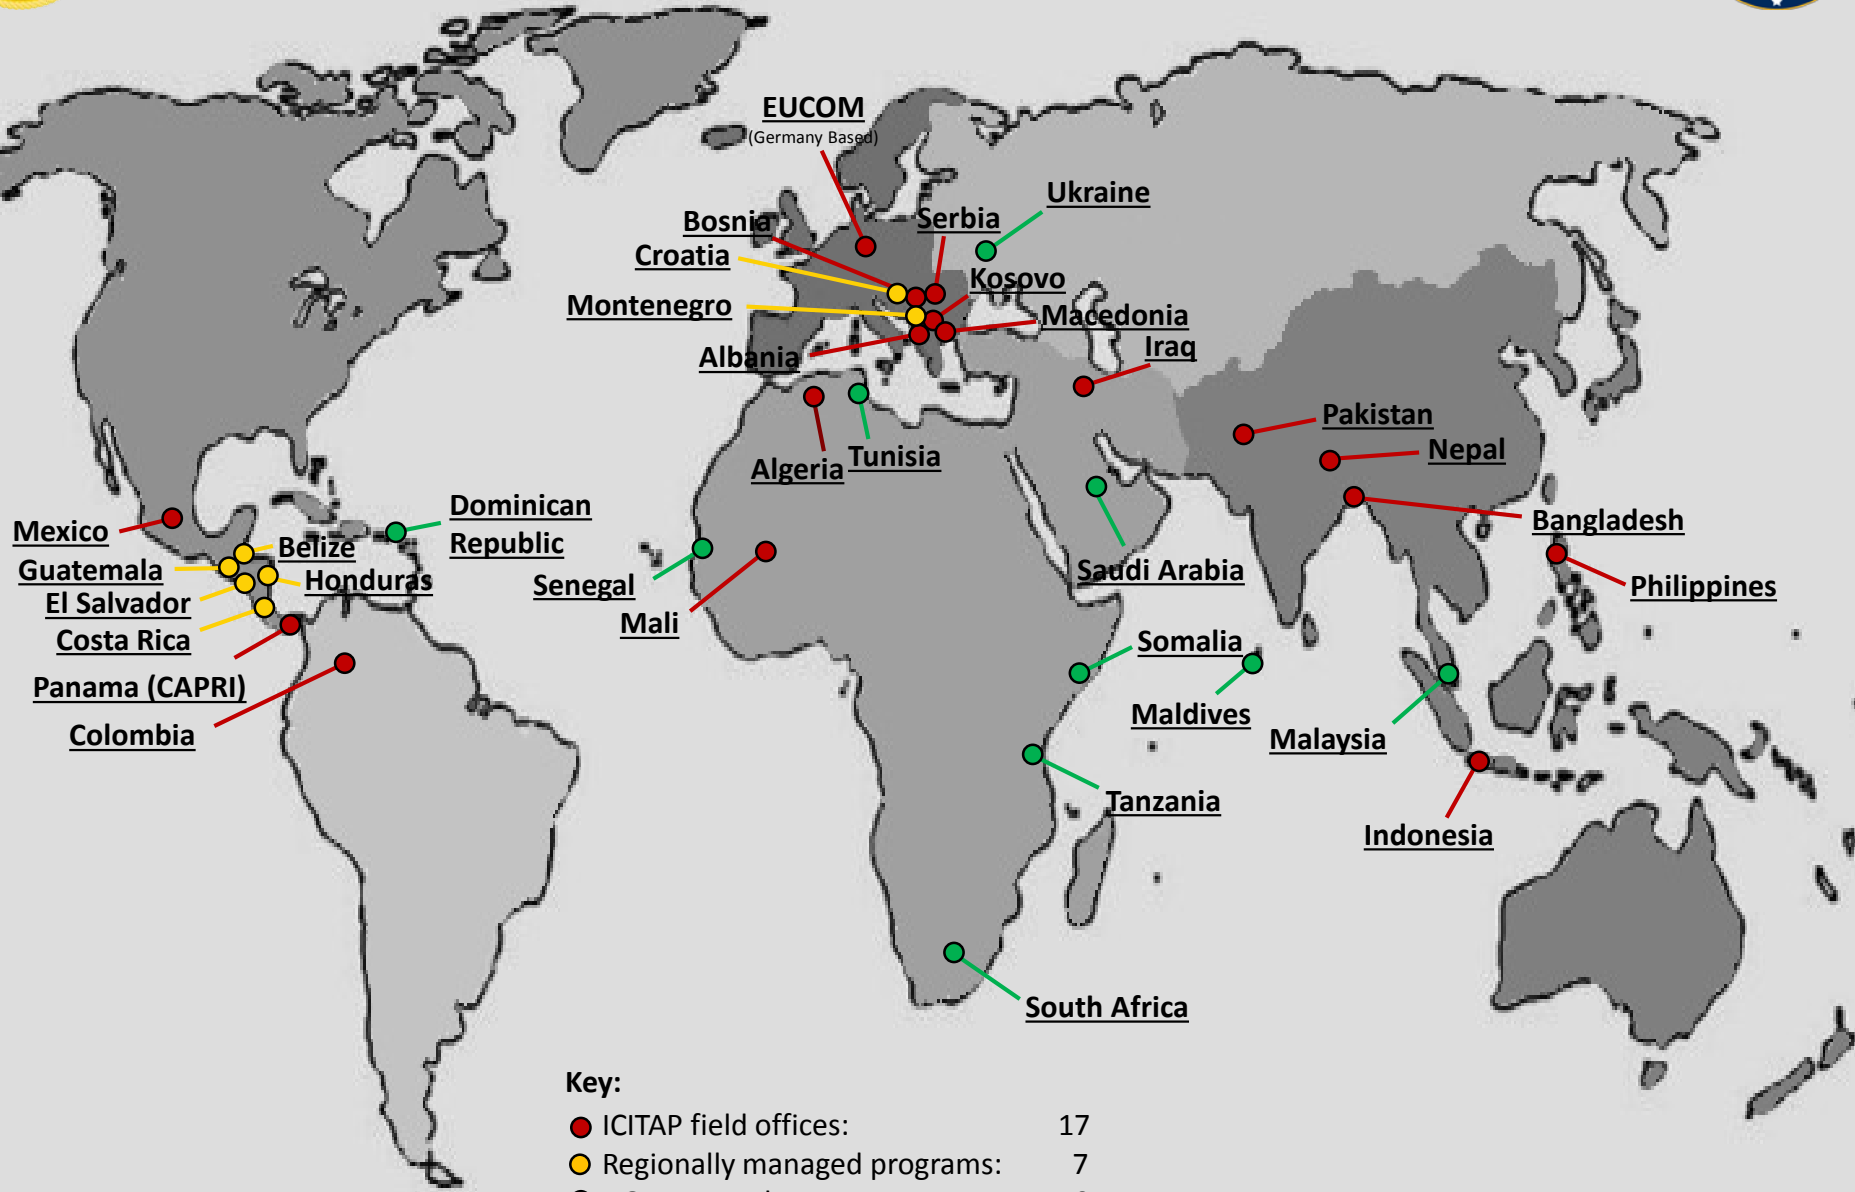 EUCOM
(Germany Based)
Ukraine
Bosnia
Serbia
Croatia
Kosovo
Montenegro
Macedonia
Albania
Iraq
Pakistan
Nepal
Algeria
Tunisia
Dominican
Republic
Mexico
Bangladesh
Belize
Guatemala
Honduras
Saudi Arabia
Senegal
Philippines
El Salvador
Mali
Costa Rica
Somalia
Panama (CAPRI)
Maldives
Colombia
Malaysia
Tanzania
Indonesia
South Africa
Key:
ICITAP field offices: 17
Regionally managed programs: 7